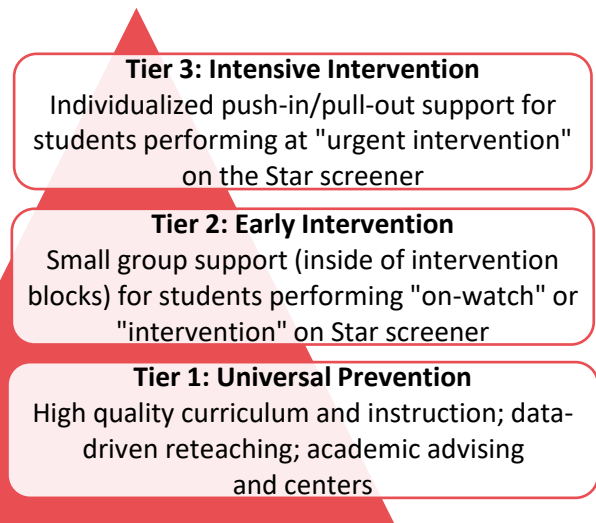 Tier 3: Intensive Intervention
Individualized push-in/pull-out support for
students performing at "urgent intervention"
on the Star screener
Tier 2: Early Intervention
Small group support (inside of intervention
blocks) for students performing "on-watch" or
"intervention" on Star screener
Tier 1: Universal Prevention
High quality curriculum and instruction; data-
driven reteaching; academic advising
and centers